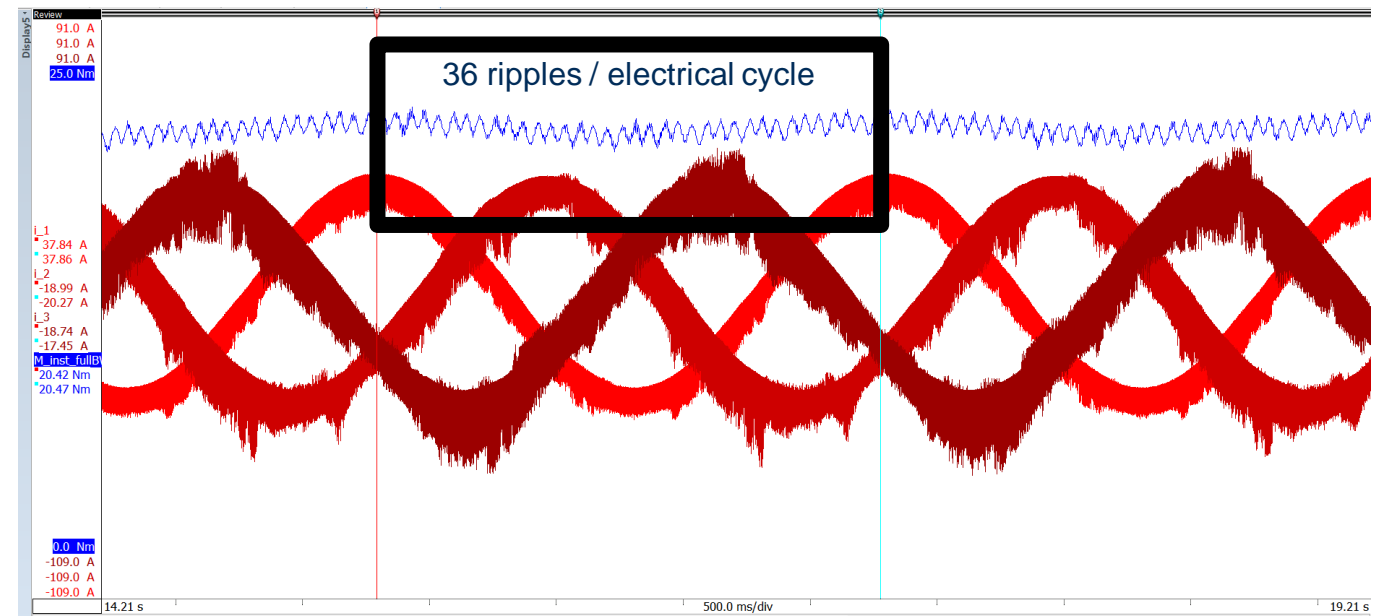 Display5
Review
91.0 A
91.0 A
91.0 A
25.0 Nm
36 ripples / electrical cycle
i_1
37.84 A
37.86 A
i_2
-18.99 A
-20.27 A
i_3
-18.74 A
-17.45 A
M_inst_fullB
20.42 Nm
20.47 Nm
0.0 Nm
-109.0 A
-109.0 A
-109.0 A
14.21 s 500.0 ms/div 19.21 s